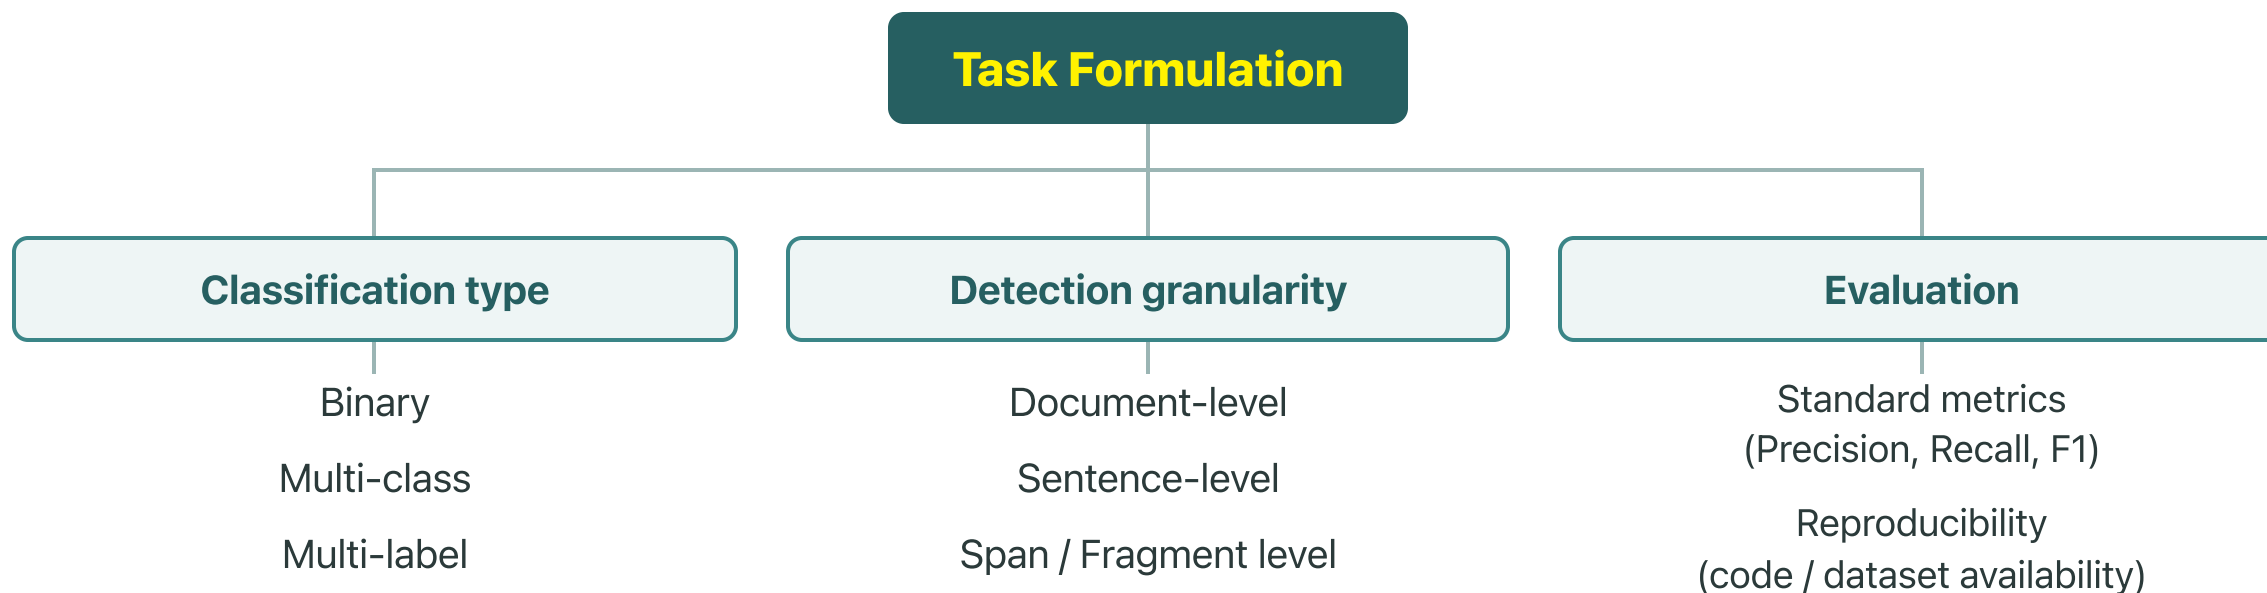 Task Formulation
Classification type
Detection granularity
Evaluation
Binary
Multi-class
Multi-label
Document-level
Sentence-level
Span / Fragment level
Standard metrics
(Precision, Recall, F1)
Reproducibility
(code / dataset availability)